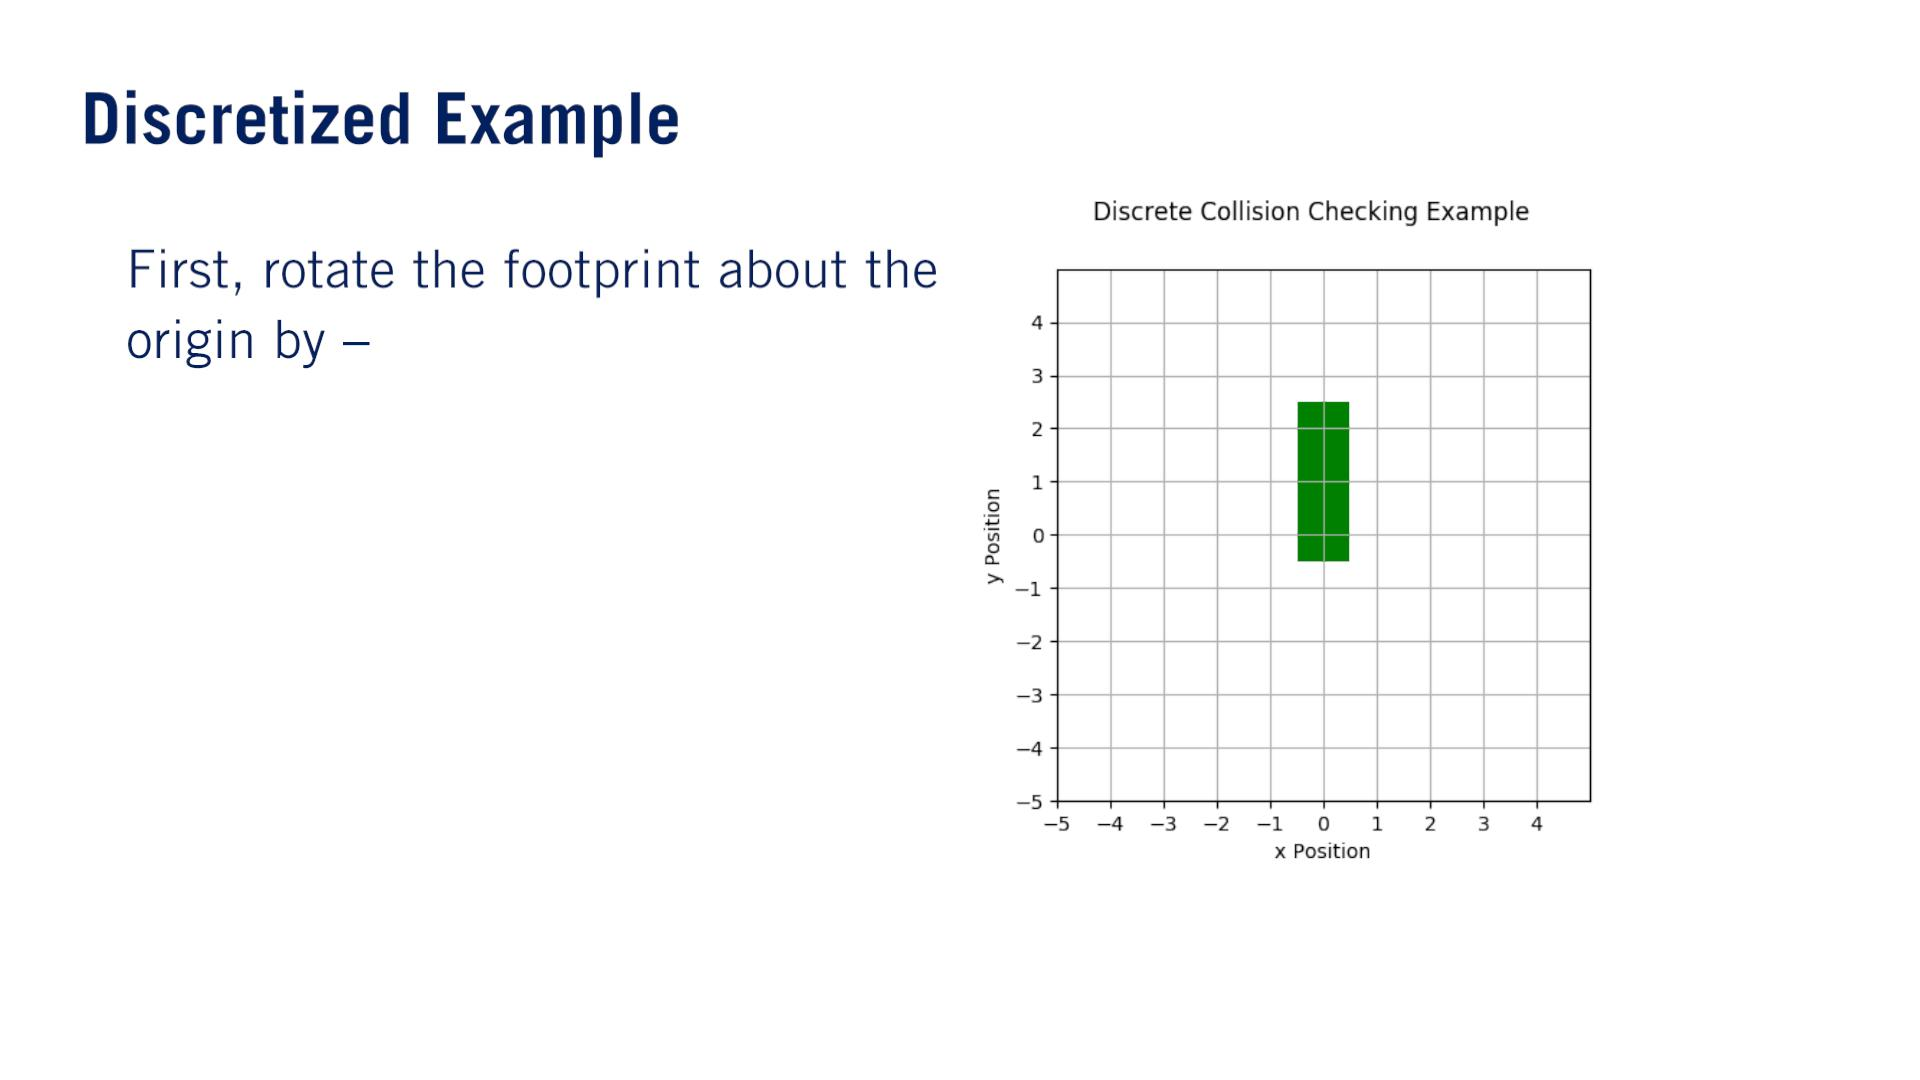 Discretized Example
First, rotate the footprint about the
origin by –
Discrete Collision Checking Example
y Position
4
3
2
1
0
−1
−2
−3
−4
−5
−5 −4 −3 −2 −1 0 1 2 3 4
x Position